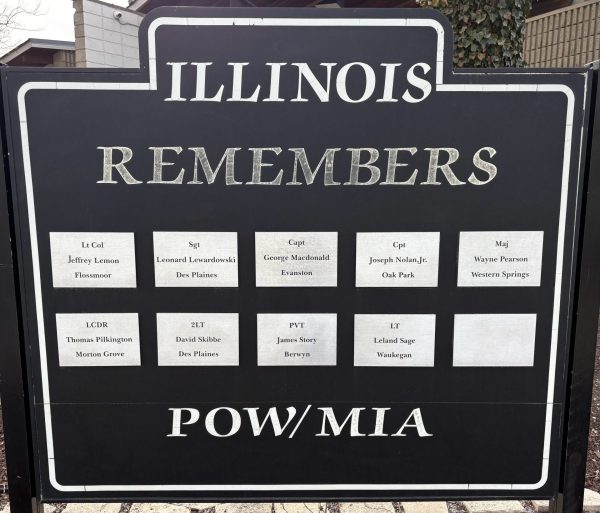 ILLINOIS
REMEMBERS
Lt Col
Jeffrey Lemon
Flossmoor
Sgt
Leonard Lewardowski
Des Plaines
Capt
George Macdonald
Evanston
Cpt
Joseph Nolan,Jr.
Oak Park
Maj
Wayne Pearson
Western Springs
LCDR
Thomas Pilkington
Morton Grove
2LT
David Skibbe
Des Plaines
PVT
James Story
Berwyn
LT
Leland Sage
Waukegan
POW/MIA